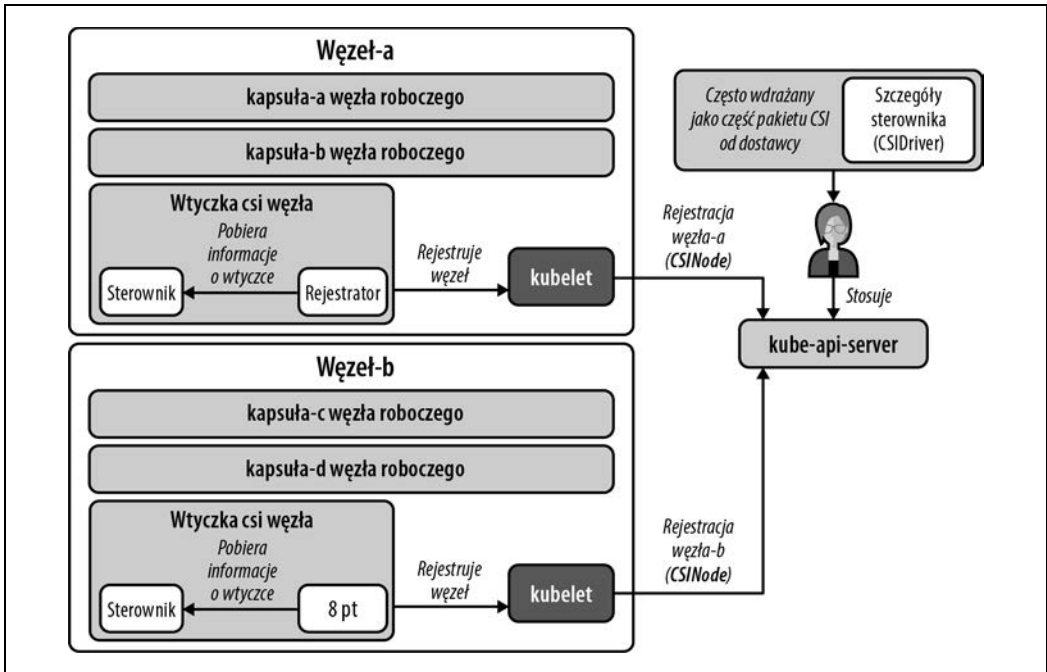 Węzeł-a
kapsuła-a węzła roboczego
kapsuła-b węzła roboczego
Wtyczka csi węzła
Pobiera
informacje
o wtyczce
Sterownik
Rejestrator
Rejestruje
węzeł
kubelet
Rejestracja
węzła-a
(CSINode)
Często wdrażany
jako część pakietu CSI
od dostawcy
Szczegóły
sterownika
(CSIDriver)
Stosuje
kube-api-server
Węzeł-b
kapsuła-c węzła roboczego
kapsuła-d węzła roboczego
Wtyczka csi węzła
Pobiera
informacje
o wtyczce
Sterownik
8 pt
Rejestruje
węzeł
kubelet
Rejestracja
węzła-b
(CSINode)